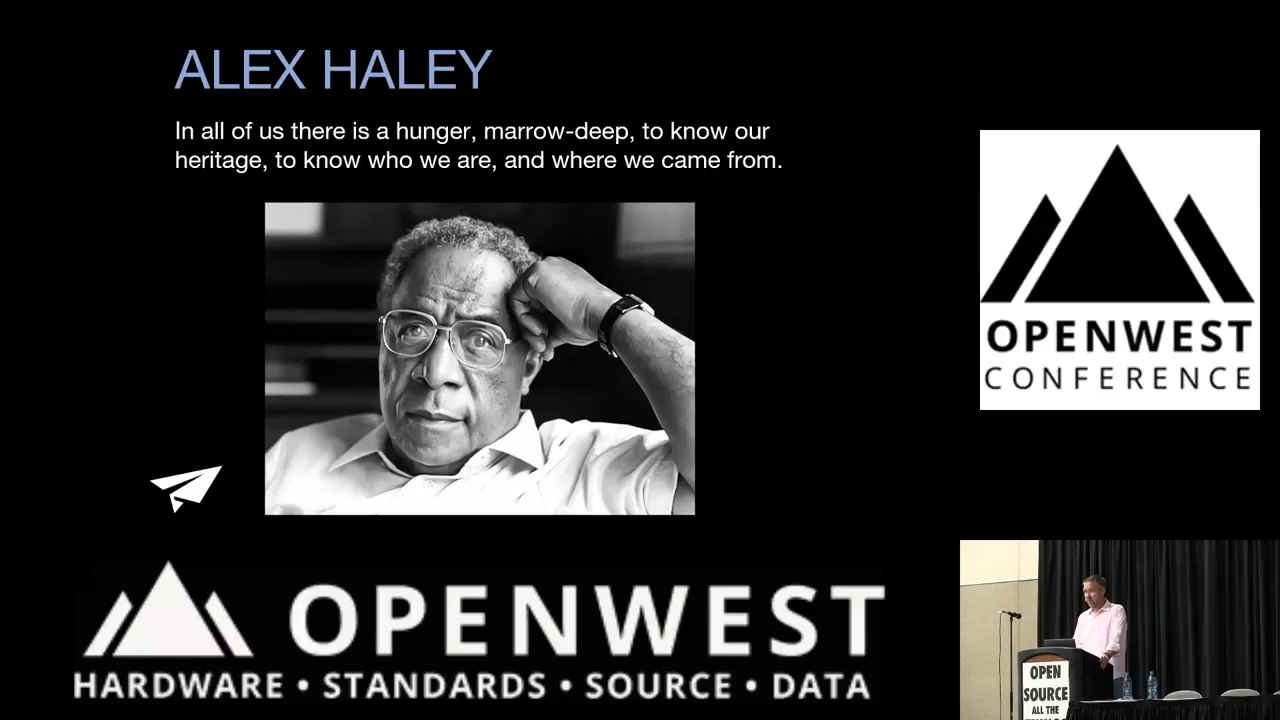 ALEX HALEY
In all of us there is a hunger, marrow-deep, to know our
heritage, to know who we are, and where we came from.
OPENWEST
CONFERENCE
OPENWEST
HARDWARE • STANDARDS • SOURCE • DATA
OPEN
SOURCE
ALL THE